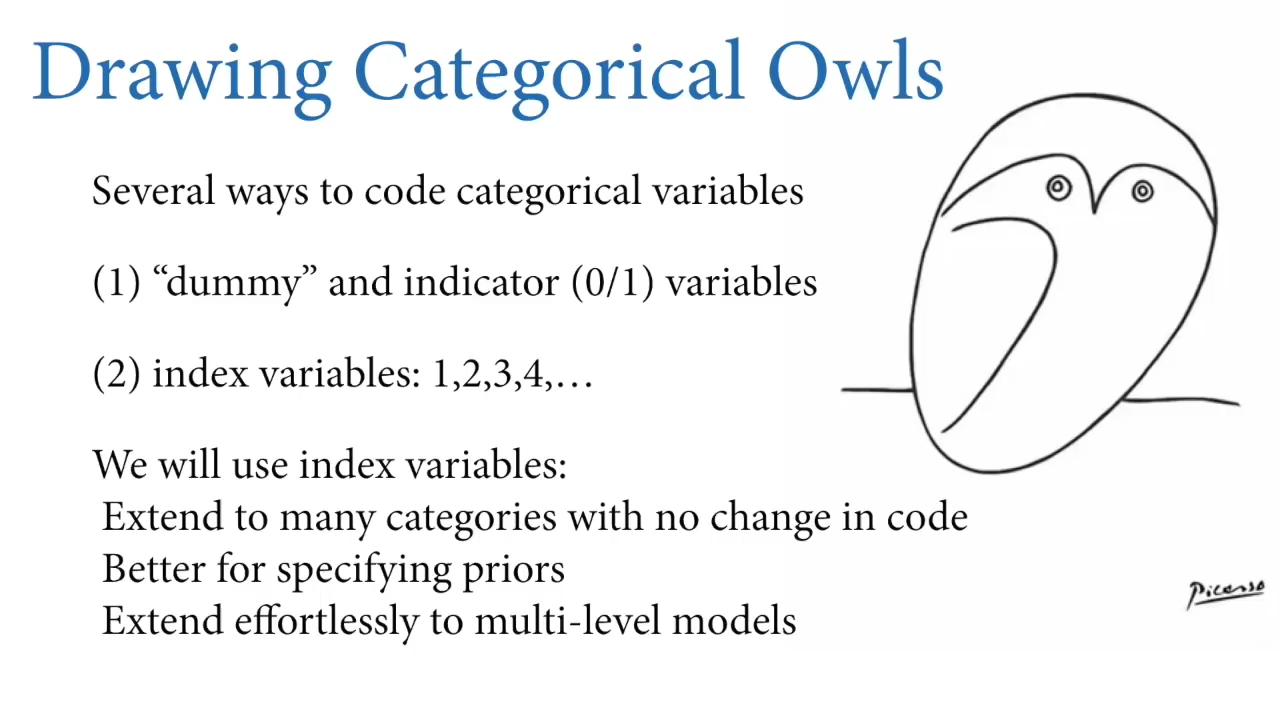 Drawing Categorical Owls
Several ways to code categorical variables
(1) “dummy” and indicator (0/1) variables
(2) index variables: 1,2,3,4,…
We will use index variables:
Extend to many categories with no change in code
Better for specifying priors
Extend effortlessly to multi-level models
Picasso